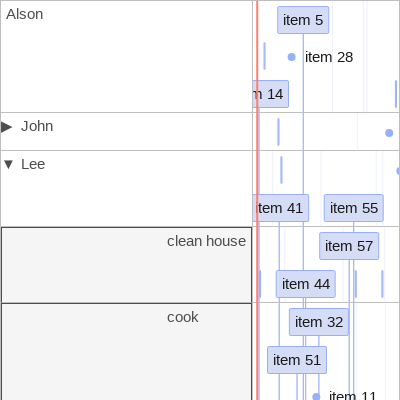 Alson
item 5
item 28
14
▶ John
▼ Lee
item 41
item 55
clean house
item 57
item 44
cook
item 32
item 51
item 11